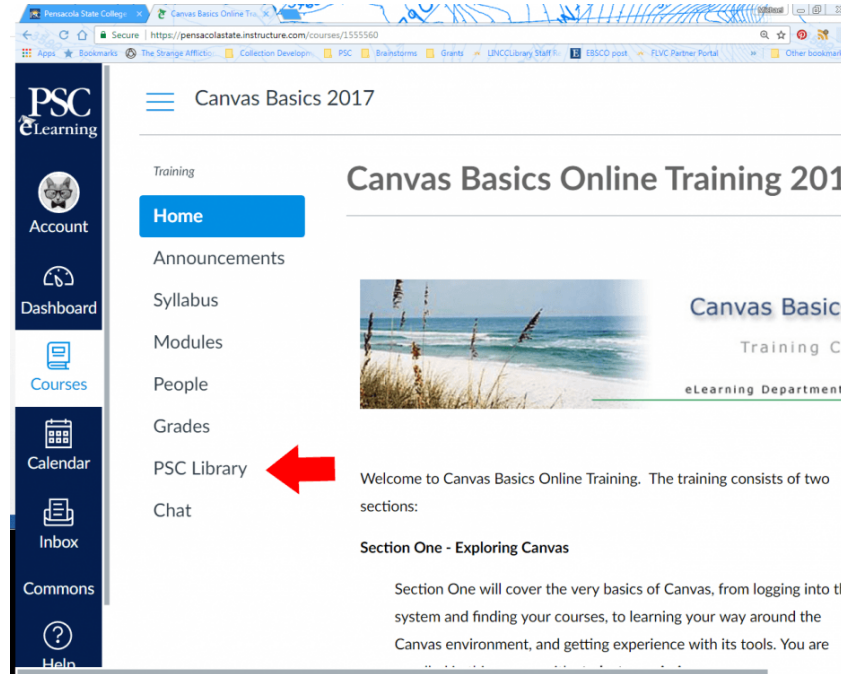 Pensacola State College
Canvas Basics Online Tra
Secure | https://pensacolastate.instructure.com/courses/1555560
Apps Bookmarks The Strange Afflictio Collection Developm PSC Brainstorms Grants LINCCLibrary Staff EBSCO post FLVC Partner Portal » Other bookmark
PSC
eLearning
Account
Dashboard
Courses
Calendar
Inbox
Commons
Help
Canvas Basics 2017
Training
Home
Announcements
Syllabus
Modules
People
Grades
PSC Library
Chat
Canvas Basics Online Training 201
Canvas Basic
Training C
eLearning Department
Welcome to Canvas Basics Online Training. The training consists of two
sections:
Section One - Exploring Canvas
Section One will cover the very basics of Canvas, from logging into th
system and finding your courses, to learning your way around the
Canvas environment, and getting experience with its tools. You are